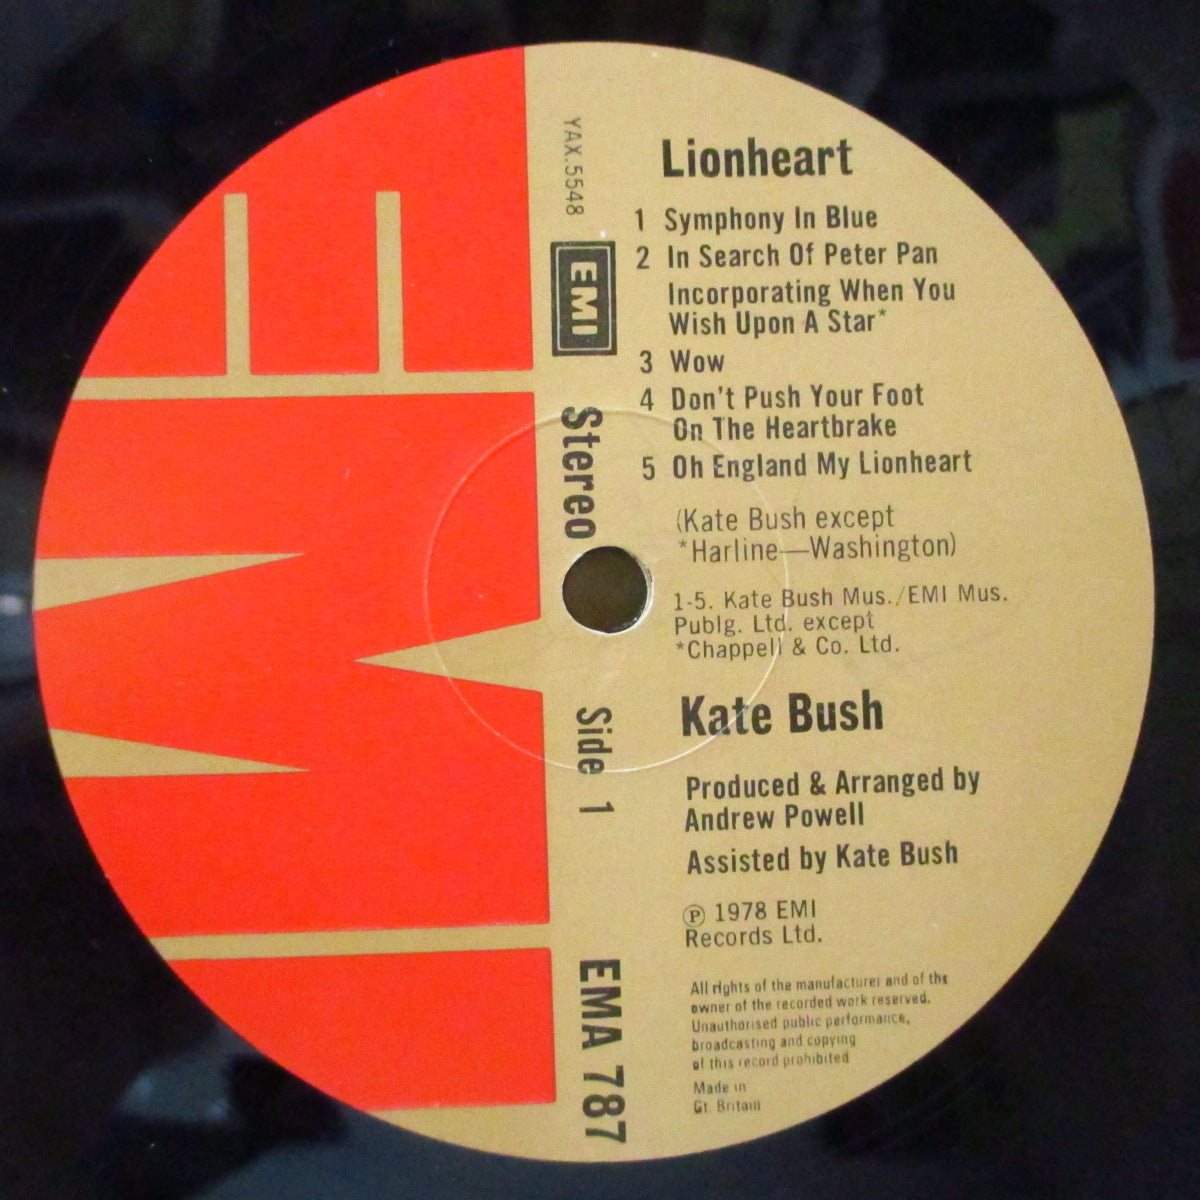 Lionheart
1 Symphony In Blue
2 In Search Of Peter Pan
Incorporating When You
Wish Upon A Star*
3 Wow
4 Don't Push Your Foot
On The Heartbrake
5 Oh England My Lionheart
(Kate Bush except
*Harline—Washington)
1-5. Kate Bush Mus./EMI Mus.
Publg. Ltd. except
*Chappell & Co. Ltd.
Kate Bush
Produced & Arranged by
Andrew Powell
Assisted by Kate Bush
℗ 1978 EMI
Records Ltd.
All rights of the manufacturer and of the
owner of the recorded work reserved.
Unauthorised public performance,
broadcasting and copying
of this record prohibited
Made in
Gt. Britain
YAX.5548
EMI
Stereo
Side 1
EMA 787
EMI